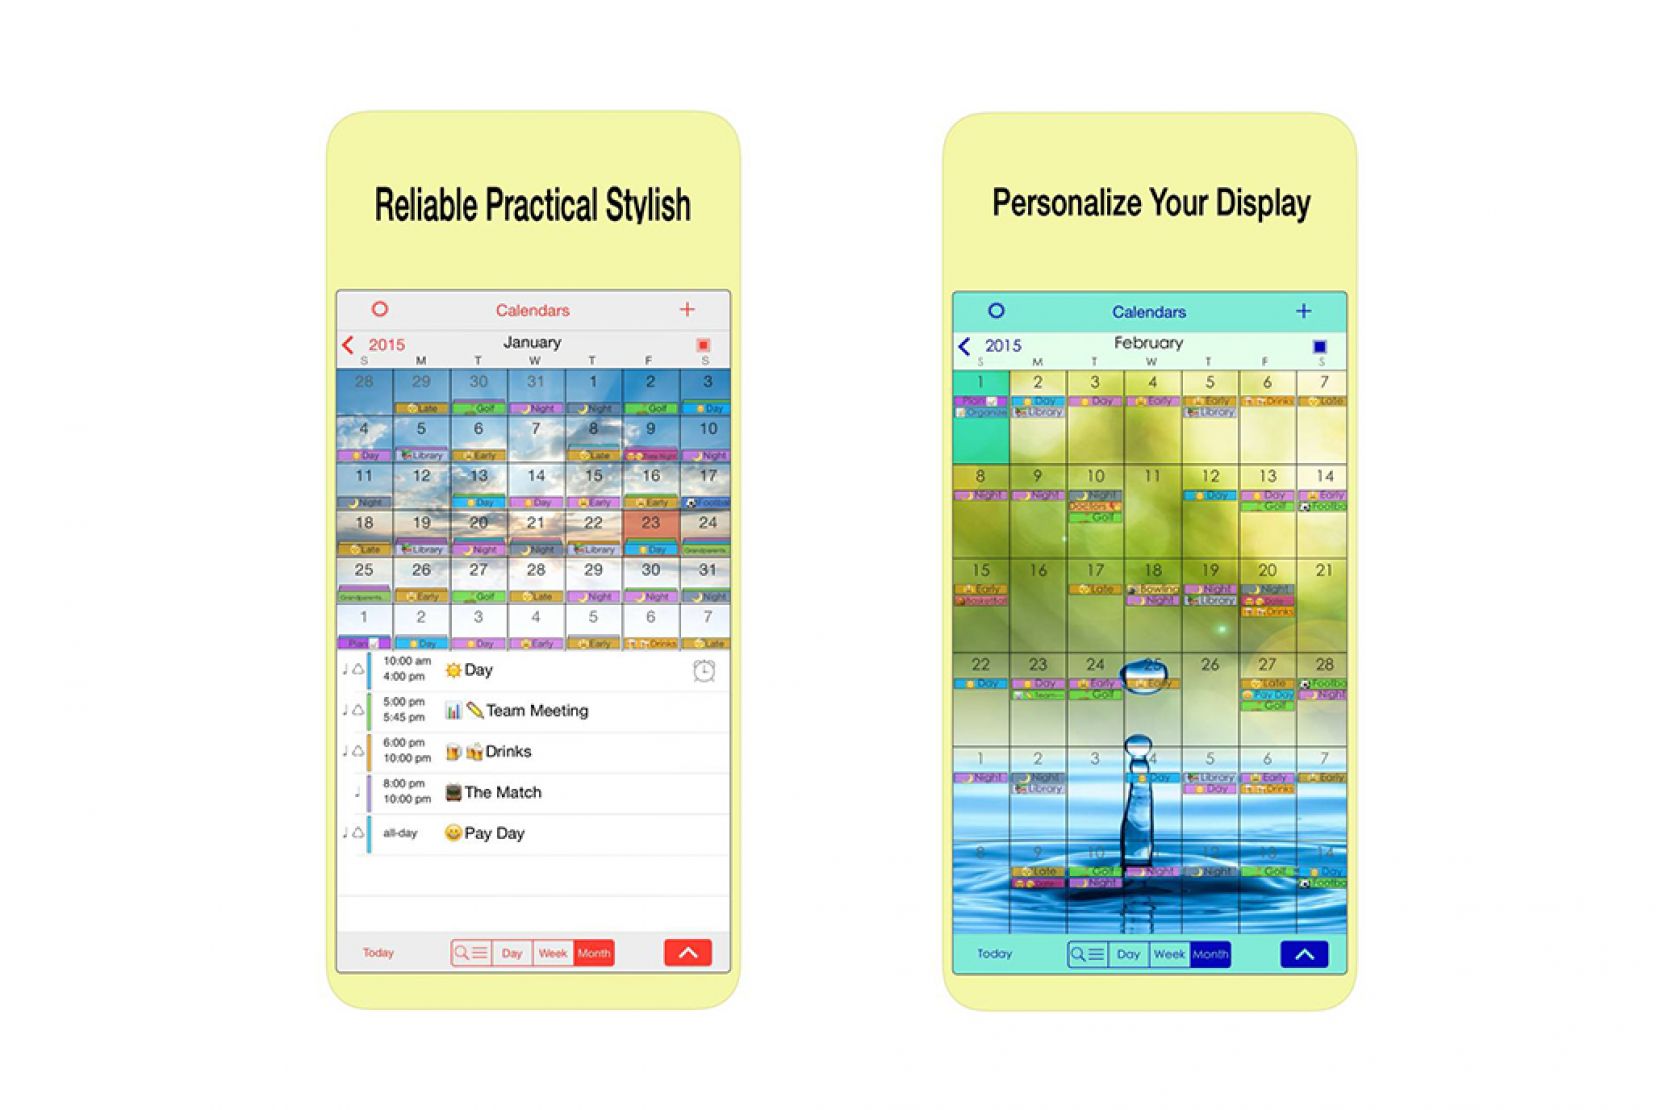 Reliable Practical Stylish
Calendars +
2015 January
S M T W T F S
28 29 30 31 1 2 3
Late Golf Night Night Golf Day
4 5 6 7 8 9 10
Day Library Early Late Night
11 12 13 14 15 16 17
Night Day Day Early Early
18 19 20 21 22 23 24
Late Library Night Night Library Day Grandparents
25 26 27 28 29 30 31
Grandparents Early Golf Late Night Night Night
1 2 3 4 5 6 7
Plan Day Day Early Early Drinks Late
10:00 am
4:00 pm
Day
5:00 pm
5:45 pm
Team Meeting
6:00 pm
10:00 pm
Drinks
8:00 pm
10:00 pm
The Match
all-day Pay Day
Today Day Week Month
Personalize Your Display
Calendars +
2015 February
S M T W T F S
1 2 3 4 5 6 7
Plan Day Day Early Early Drinks Late
Organize Library Library
8 9 10 11 12 13 14
Night Night Night Day Day Early
Doctors Golf Footba
Golf
15 16 17 18 19 20 21
Early Late Bowling Night Night
Basketball Night Library Date
Drinks
22 23 24 25 26 27 28
Day Day Early Early Late Footba
Team Golf Pay Day Night
Golf
1 2 3 4 5 6 7
Night Night Day Library Early Early
Library Day Drinks
8 9 10 12 13 14
Late Golf Night Night Golf Day
Date Night Footba
Today Day Week Month